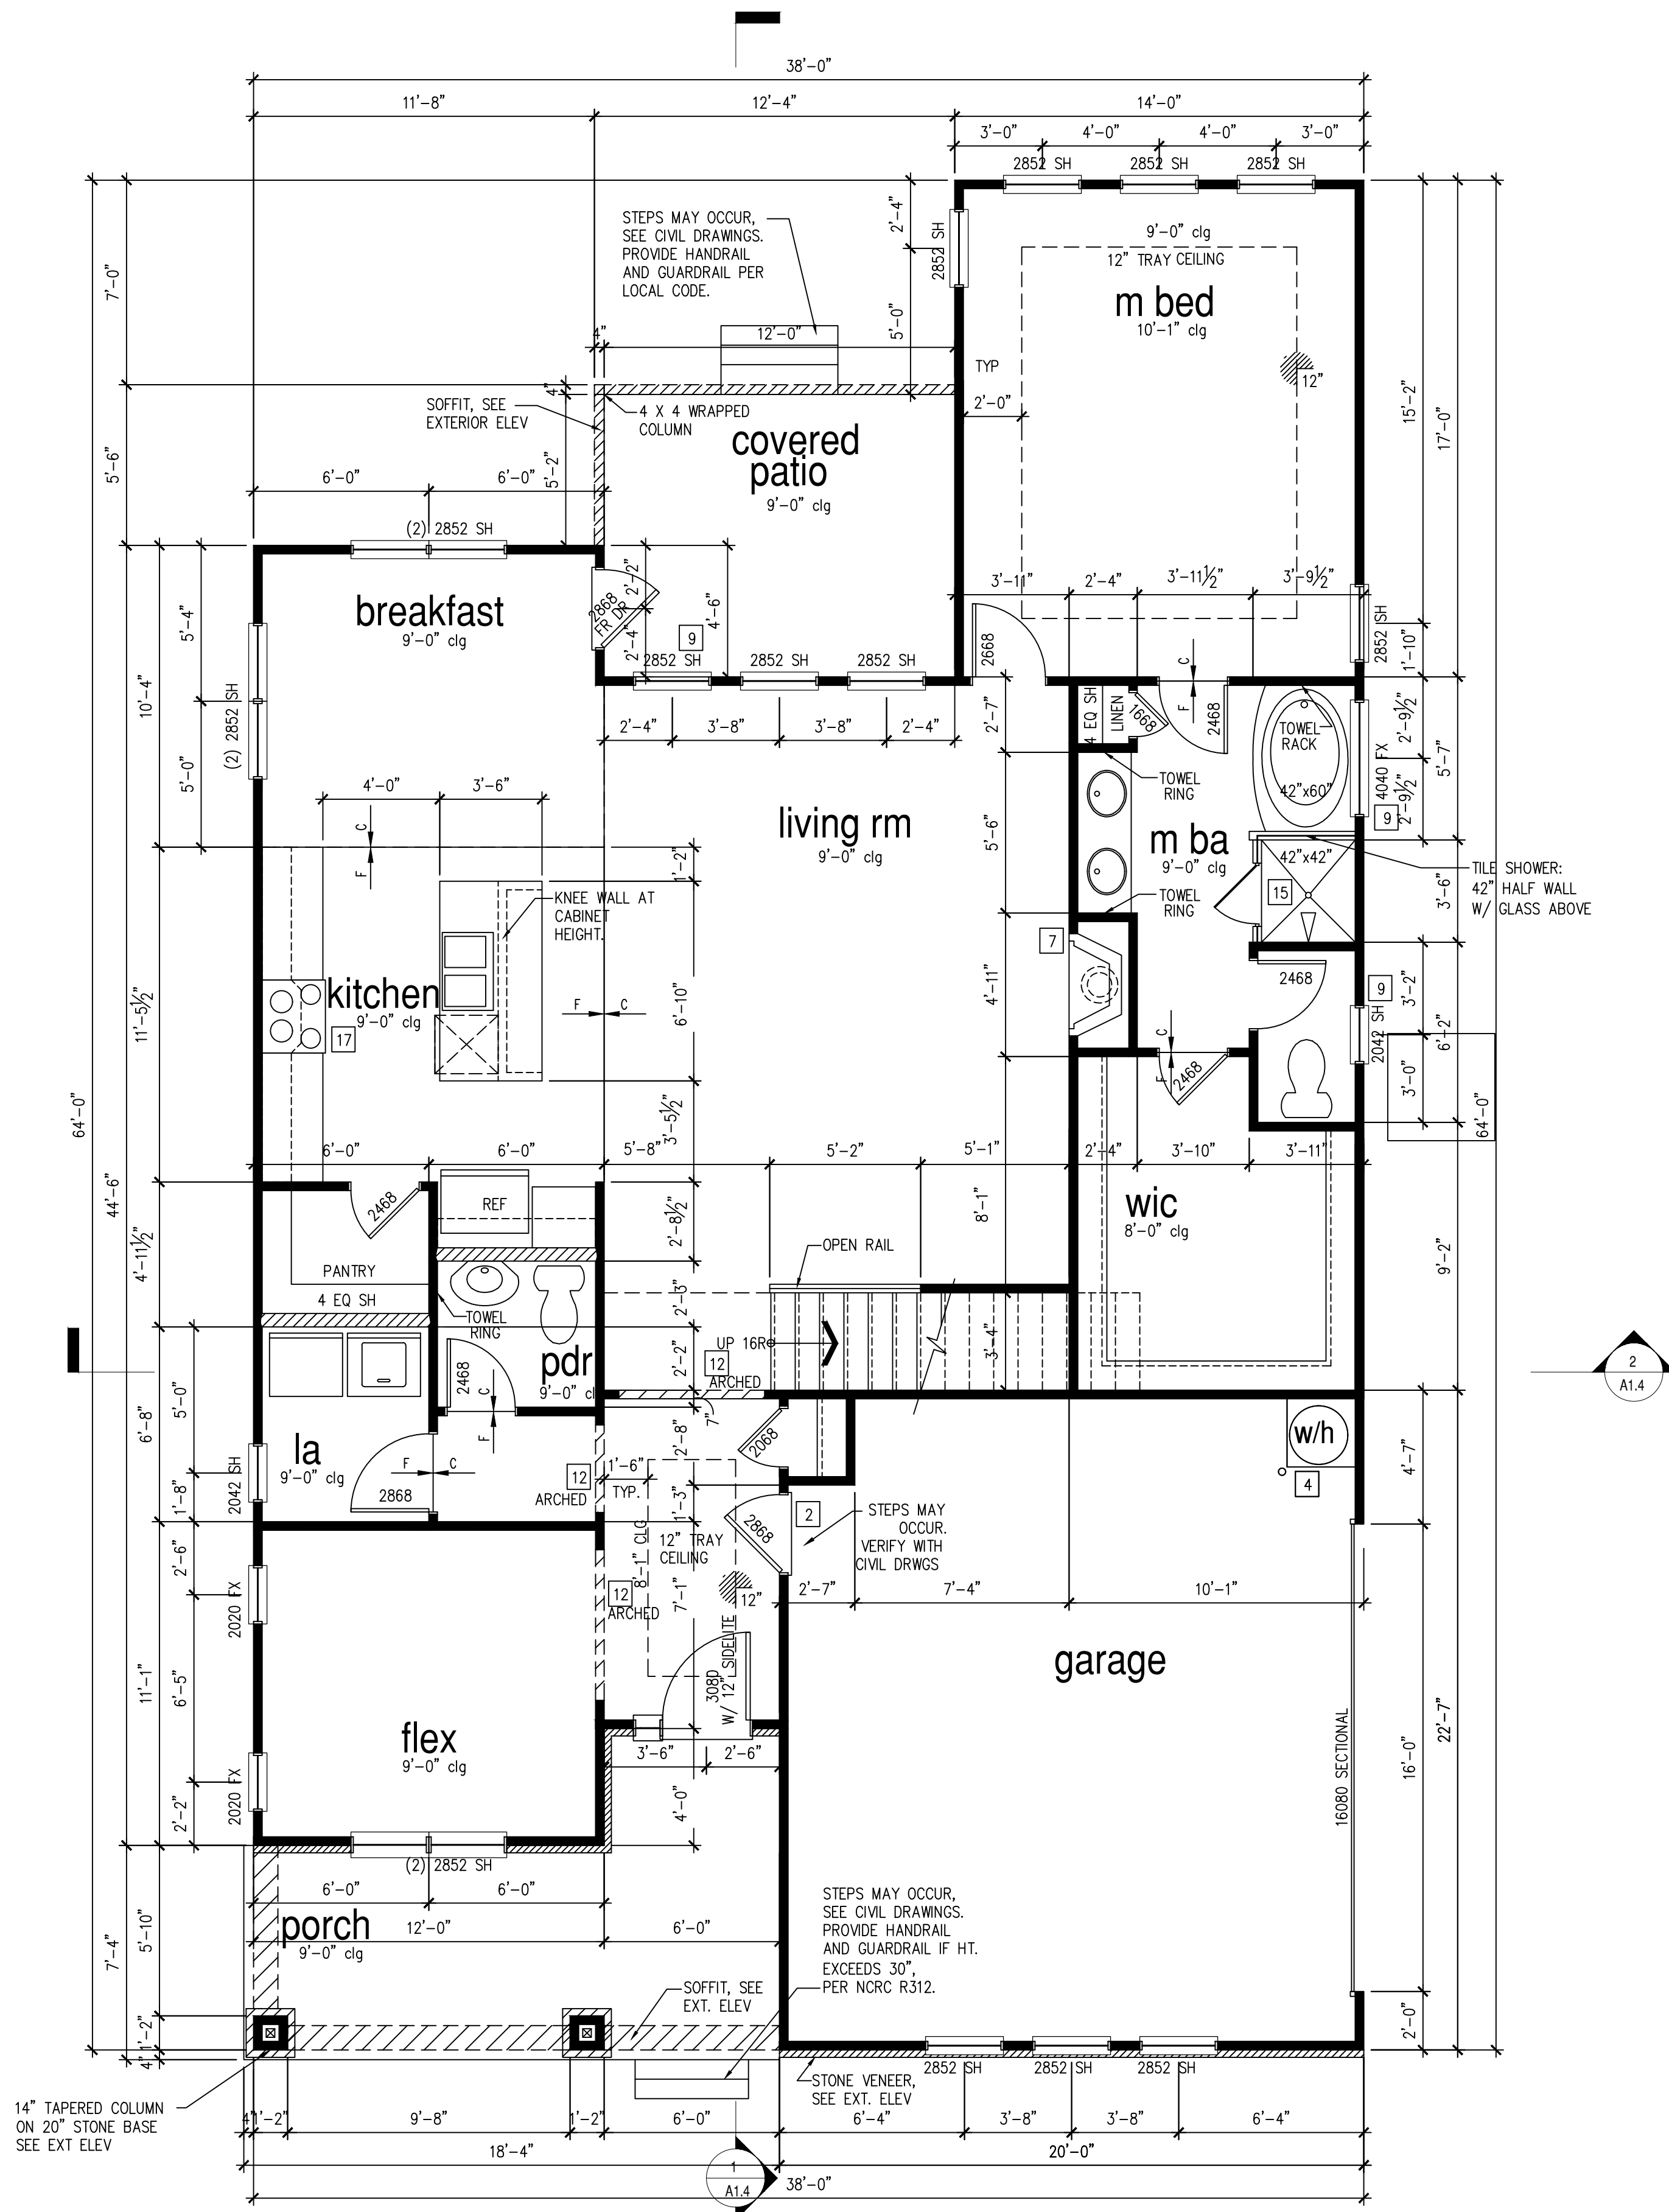 38'-0"
11'-8" 12'-4" 14'-0"
3'-0" 4'-0" 4'-0" 3'-0"
2852 SH 2852 SH 2852 SH
STEPS MAY OCCUR,
SEE CIVIL DRAWINGS.
PROVIDE HANDRAIL
AND GUARDRAIL PER
LOCAL CODE.
2'-4"
2852 SH
9'-0" clg
12" TRAY CEILING
m bed
10'-1" clg
7'-0"
5'-0"
4" 12'-0"
TYP
12"
2'-0"
15'-2"
17'-0"
SOFFIT, SEE
EXTERIOR ELEV
4"
4 X 4 WRAPPED
COLUMN
covered
patio
9'-0" clg
5'-6"
5'-2"
6'-0" 6'-0"
(2) 2852 SH
breakfast
9'-0" clg
2868
FR DR
2'-2"
2'-4"
4'-6"
9
2852 SH 2852 SH 2852 SH
3'-11" 2'-4" 3'-11½" 3'-9½"
2668
2852 SH
1'-10"
5'-4"
10'-4"
5'-0"
(2) 2852 SH
2'-4" 3'-8" 3'-8" 2'-4"
2'-7"
4 EQ SH
LINEN
1668
C
F
2468
TOWEL
RACK
42"x60"
4040 FX
9
2'-9½"
2'-9½"
5'-7"
4'-0" 3'-6"
C
F
TOWEL
RING
living rm
9'-0" clg
5'-6"
m ba
9'-0" clg
42"x42"
15
TILE SHOWER:
42" HALF WALL
W/ GLASS ABOVE
3'-6"
1'-2"
KNEE WALL AT
CABINET
HEIGHT.
TOWEL
RING
7
kitchen
9'-0" clg
17
F C
6'-10"
4'-11"
2468
9
2042 SH
3'-2"
3'-0"
6'-2"
C
F
2468
11'-5½"
64'-0"
44'-6"
64'-0"
3'-5½"
6'-0" 6'-0" 5'-8" 5'-2" 5'-1" 2'-4" 3'-10" 3'-11"
2468
REF
2'-8½"
8'-1"
wic
8'-0" clg
9'-2"
4'-11½"
OPEN RAIL
PANTRY
4 EQ SH
TOWEL
RING
2'-3"
UP 16R
3'-4"
2'-2"
12
ARCHED
pdr
9'-0" cl
2468
C
F
2
A1.4
5'-0"
6'-8"
1'-8"
2042 SH
la
9'-0" clg
F C
2868
7"
2'-8"
2068
w/h
4
4'-7"
12
ARCHED
1'-6"
TYP.
1'-3"
2868
2
STEPS MAY
OCCUR.
VERIFY WITH
CIVIL DRWGS
8'-1" CLG
12" TRAY
CEILING
12"
12
ARCHED
7'-1"
2'-7" 7'-4" 10'-1"
2'-6"
2020 FX
6'-5"
11'-1"
2'-2"
2020 FX
3080
W/ 12" SIDELITE
garage
flex
9'-0" clg
3'-6" 2'-6"
4'-0"
16080 SECTIONAL
16'-0"
22'-7"
(2) 2852 SH
6'-0" 6'-0"
porch
9'-0" clg
12'-0" 6'-0"
STEPS MAY OCCUR,
SEE CIVIL DRAWINGS.
PROVIDE HANDRAIL
AND GUARDRAIL IF HT.
EXCEEDS 30",
PER NCRC R312.
5'-10"
7'-4"
SOFFIT, SEE
EXT. ELEV
1'-2"
4"
2'-0"
2852 SH 2852 SH 2852 SH
STONE VENEER,
SEE EXT. ELEV
14" TAPERED COLUMN
ON 20" STONE BASE
SEE EXT ELEV
4" 1'-2" 9'-8" 1'-2" 6'-0" 6'-4" 3'-8" 3'-8" 6'-4"
18'-4" 20'-0"
1
A1.4
38'-0"